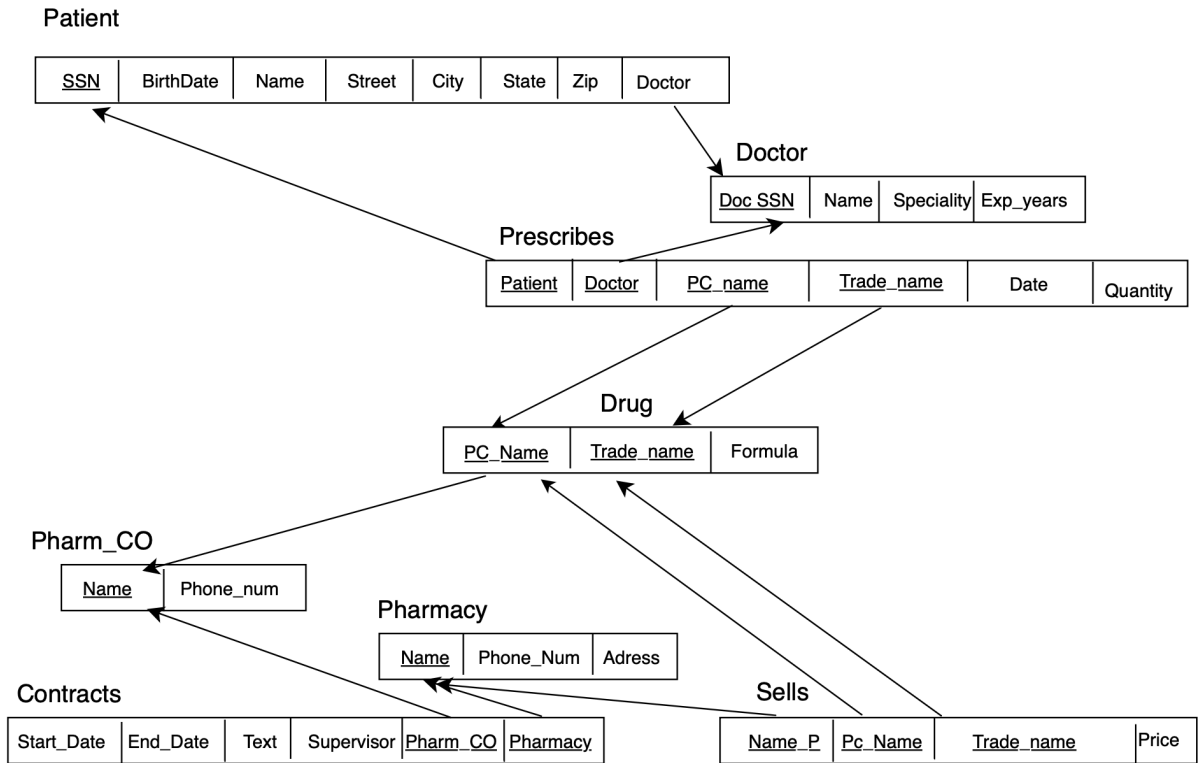 Patient
SSN BirthDate Name Street City State Zip Doctor
Doctor
Doc SSN Name Speciality Exp_years
Prescribes
Patient Doctor PC_name Trade_name Date Quantity
Drug
PC_Name Trade_name Formula
Pharm_CO
Name Phone_num
Pharmacy
Name Phone_Num Adress
Contracts
Start_Date End_Date Text Supervisor Pharm_CO Pharmacy
Sells
Name_P Pc_Name Trade_name Price